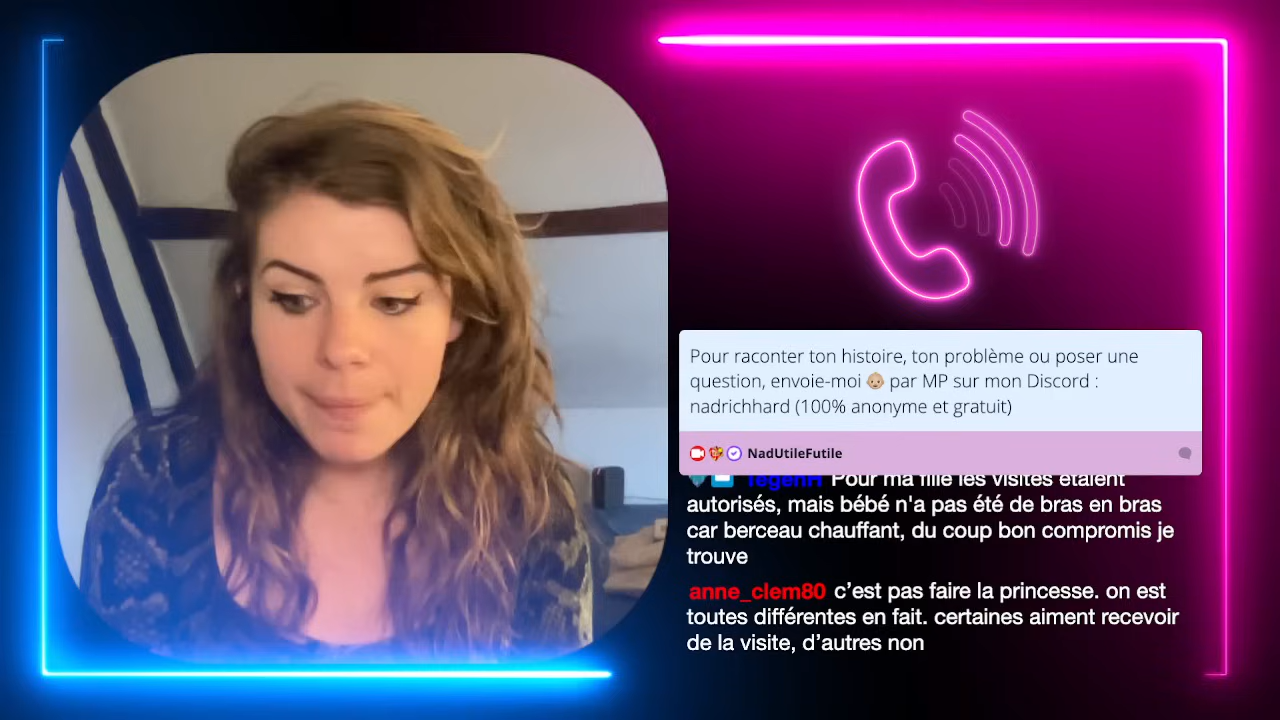 Pour raconter ton histoire, ton problème ou poser une
question, envoie-moi 👶🏼 par MP sur mon Discord :
nadrichhard (100% anonyme et gratuit)
NadUtileFutile
TegenH Pour ma fille les visites étaient
autorisés, mais bébé n'a pas été de bras en bras
car berceau chauffant, du coup bon compromis je
trouve
anne_clem80 c’est pas faire la princesse. on est
toutes différentes en fait. certaines aiment recevoir
de la visite, d’autres non